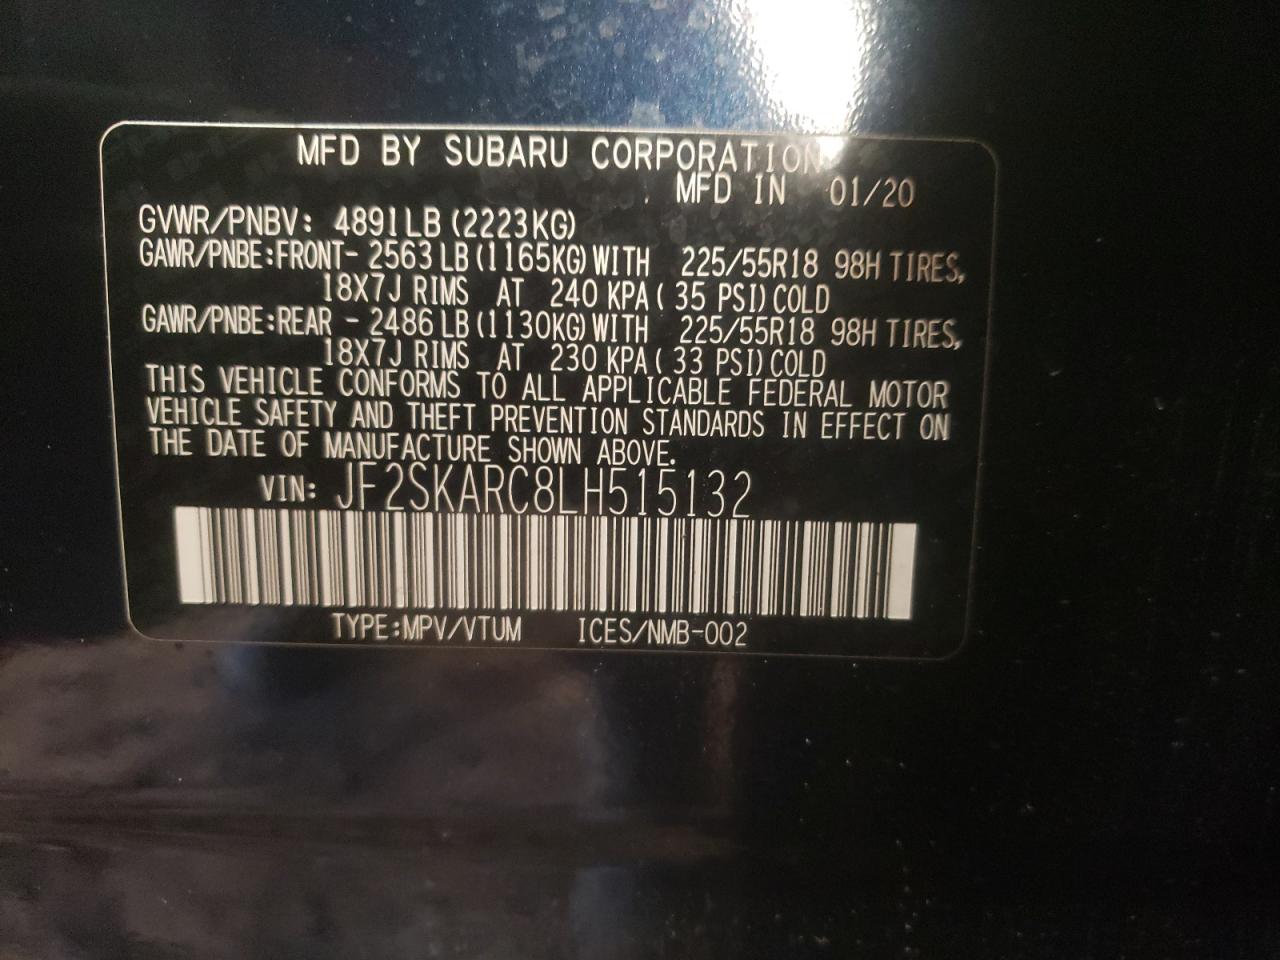 MFD BY SUBARU CORPORATION
MFD IN 01/20
GVWR/PNBV: 4891LB (2223KG)
GAWR/PNBE:FRONT- 2563 LB (1165KG) WITH 225/55R18 98H TIRES,
18X7J RIMS AT 240 KPA ( 35 PSI) COLD
GAWR/PNBE:REAR - 2486 LB (1130KG) WITH 225/55R18 98H TIRES,
18X7J RIMS AT 230 KPA ( 33 PSI) COLD
THIS VEHICLE CONFORMS TO ALL APPLICABLE FEDERAL MOTOR
VEHICLE SAFETY AND THEFT PREVENTION STANDARDS IN EFFECT ON
THE DATE OF MANUFACTURE SHOWN ABOVE.
VIN: JF2SKARC8LH515132
TYPE:MPV/VTUM ICES/NMB-002